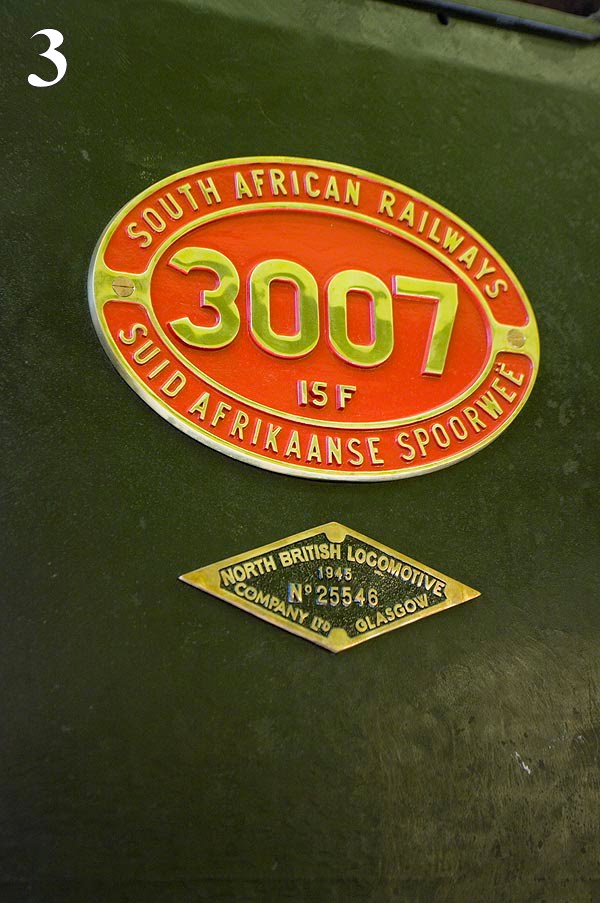 3
SOUTH AFRICAN RAILWAYS
3007
15F
SUID AFRIKAANSE SPOORWEË
NORTH BRITISH LOCOMOTIVE
1945
Nº 25546
COMPANY LTD GLASGOW